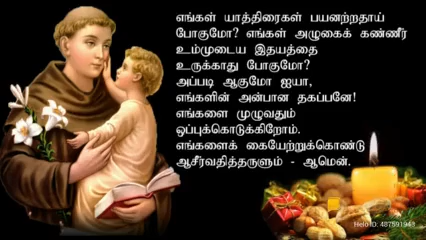 எங்கள் யாத்திரைகள் பயனற்றதாய்
போகுமோ? எங்கள் அழுகைக் கண்ணீர்
உம்முடைய இதயத்தை
உருக்காது போகுமோ?
அப்படி ஆகுமோ ஐயா,
எங்களின் அன்பான தகப்பனே!
எங்களை முழுவதும்
ஒப்புக்கொடுக்கிறோம்.
எங்களைக் கையேற்றுக்கொண்டு
ஆசீர்வதித்தருளும் - ஆமென்.